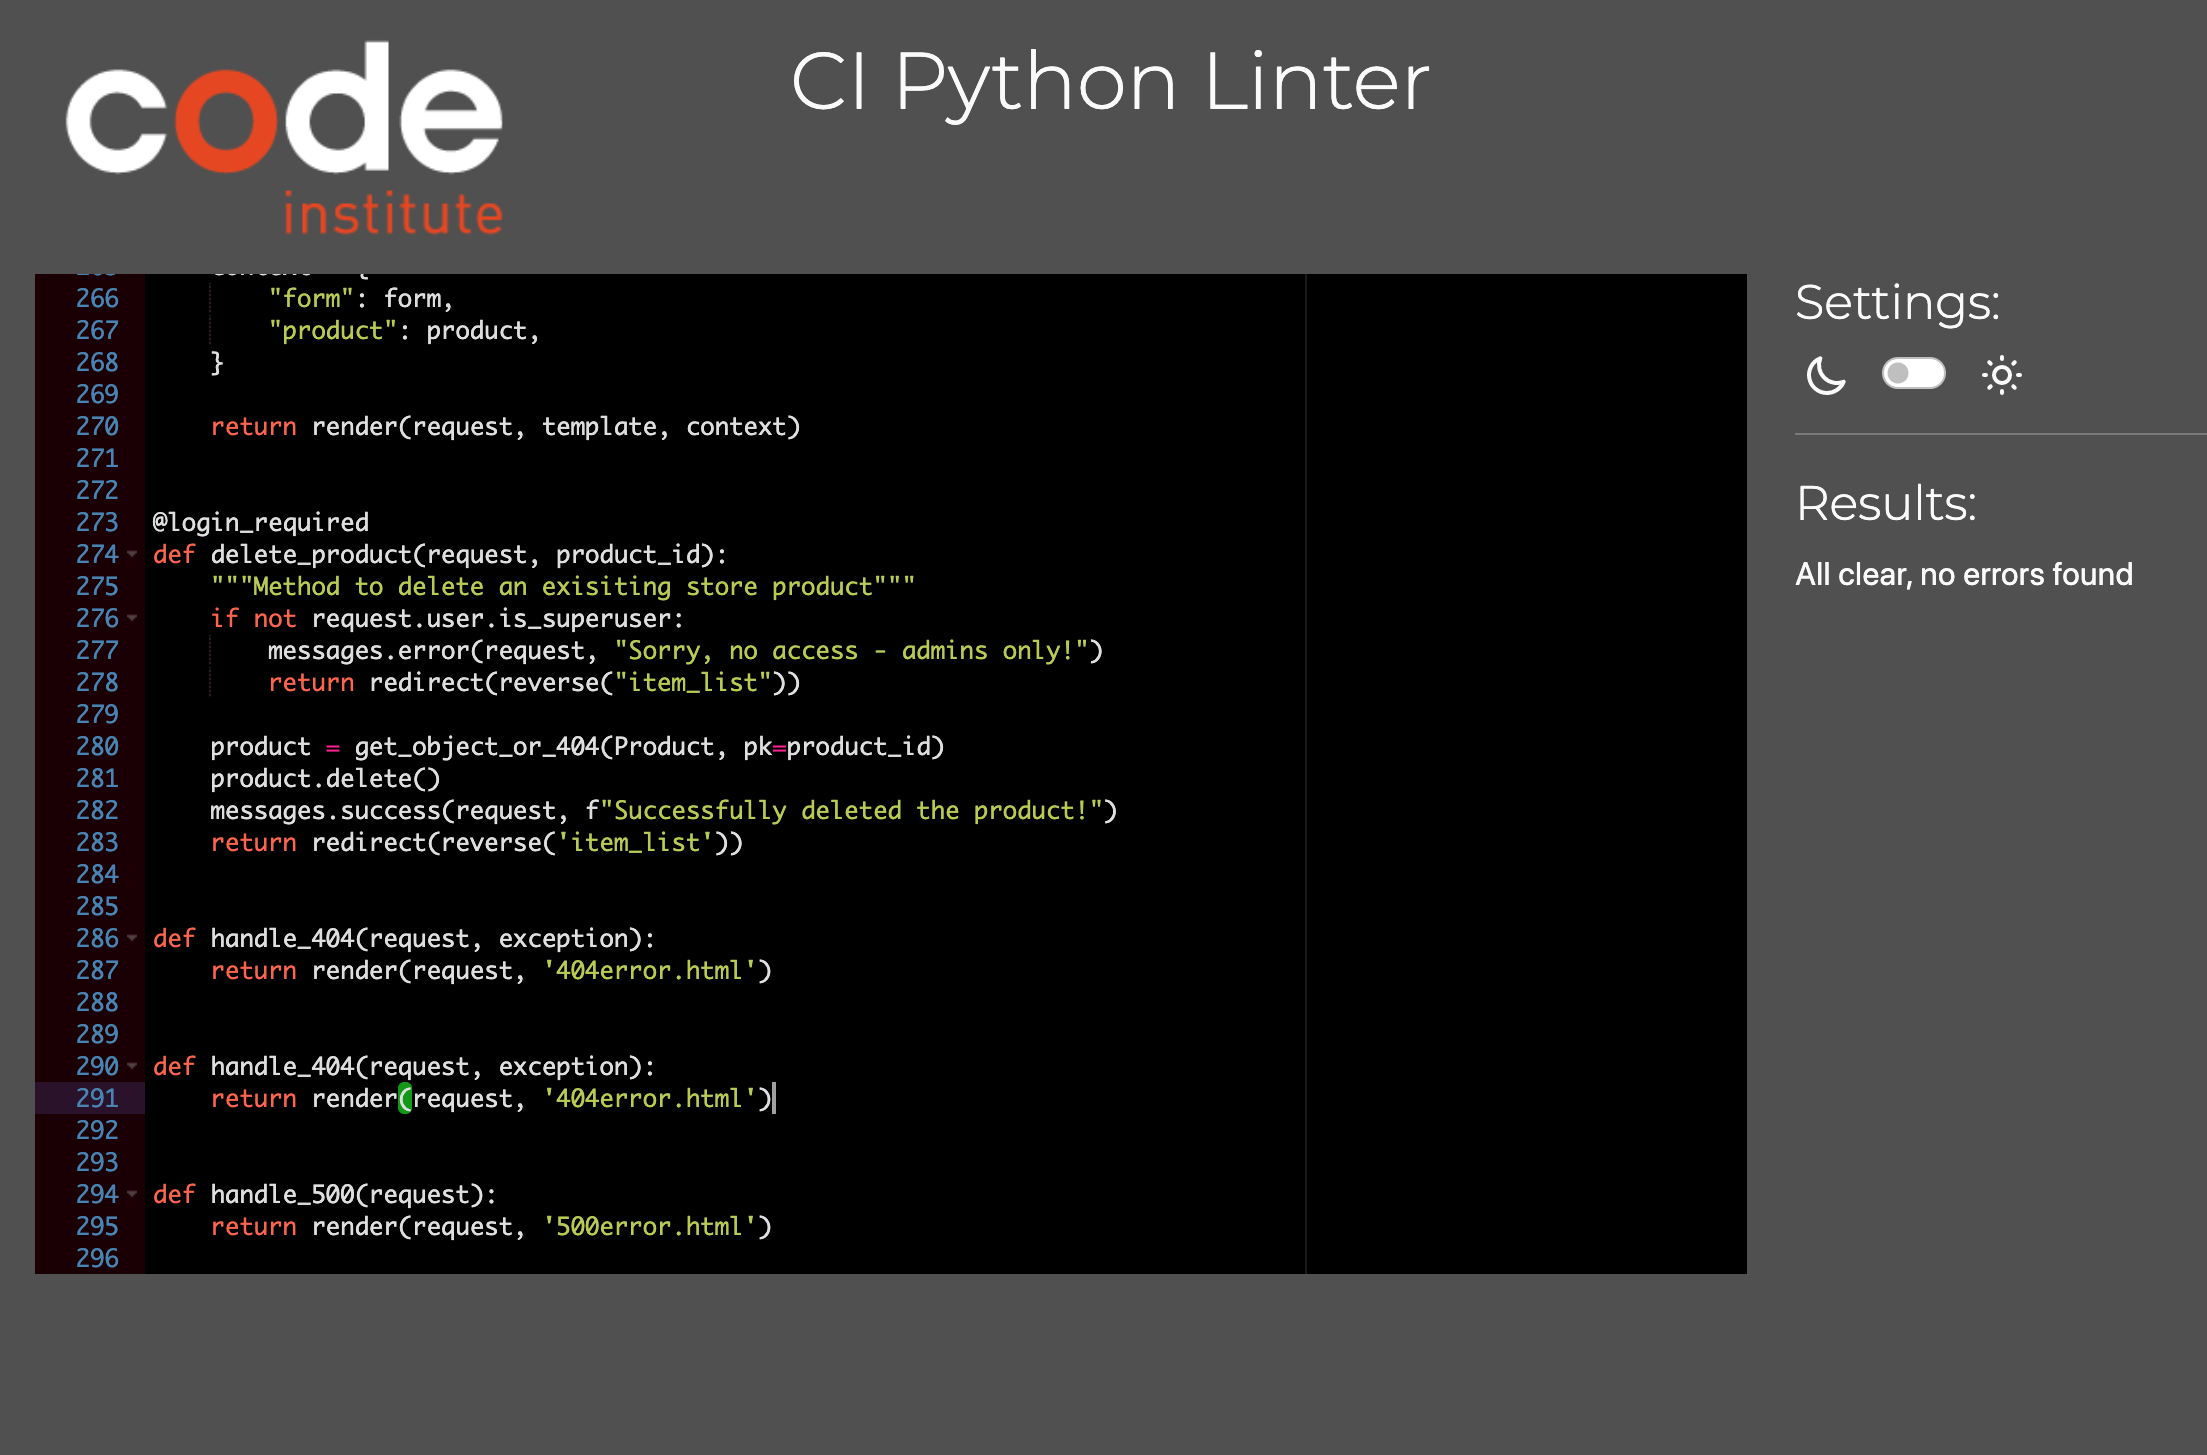 code
institute
CI Python Linter
266 "form": form,
267 "product": product,
268 }
269
270 return render(request, template, context)
271
272
273 @login_required
274 def delete_product(request, product_id):
275 """Method to delete an exisiting store product"""
276 if not request.user.is_superuser:
277 messages.error(request, "Sorry, no access - admins only!")
278 return redirect(reverse("item_list"))
279
280 product = get_object_or_404(Product, pk=product_id)
281 product.delete()
282 messages.success(request, f"Successfully deleted the product!")
283 return redirect(reverse('item_list'))
284
285
286 def handle_404(request, exception):
287 return render(request, '404error.html')
288
289
290 def handle_404(request, exception):
291 return render(request, '404error.html')
292
293
294 def handle_500(request):
295 return render(request, '500error.html')
296
Settings:
Results:
All clear, no errors found